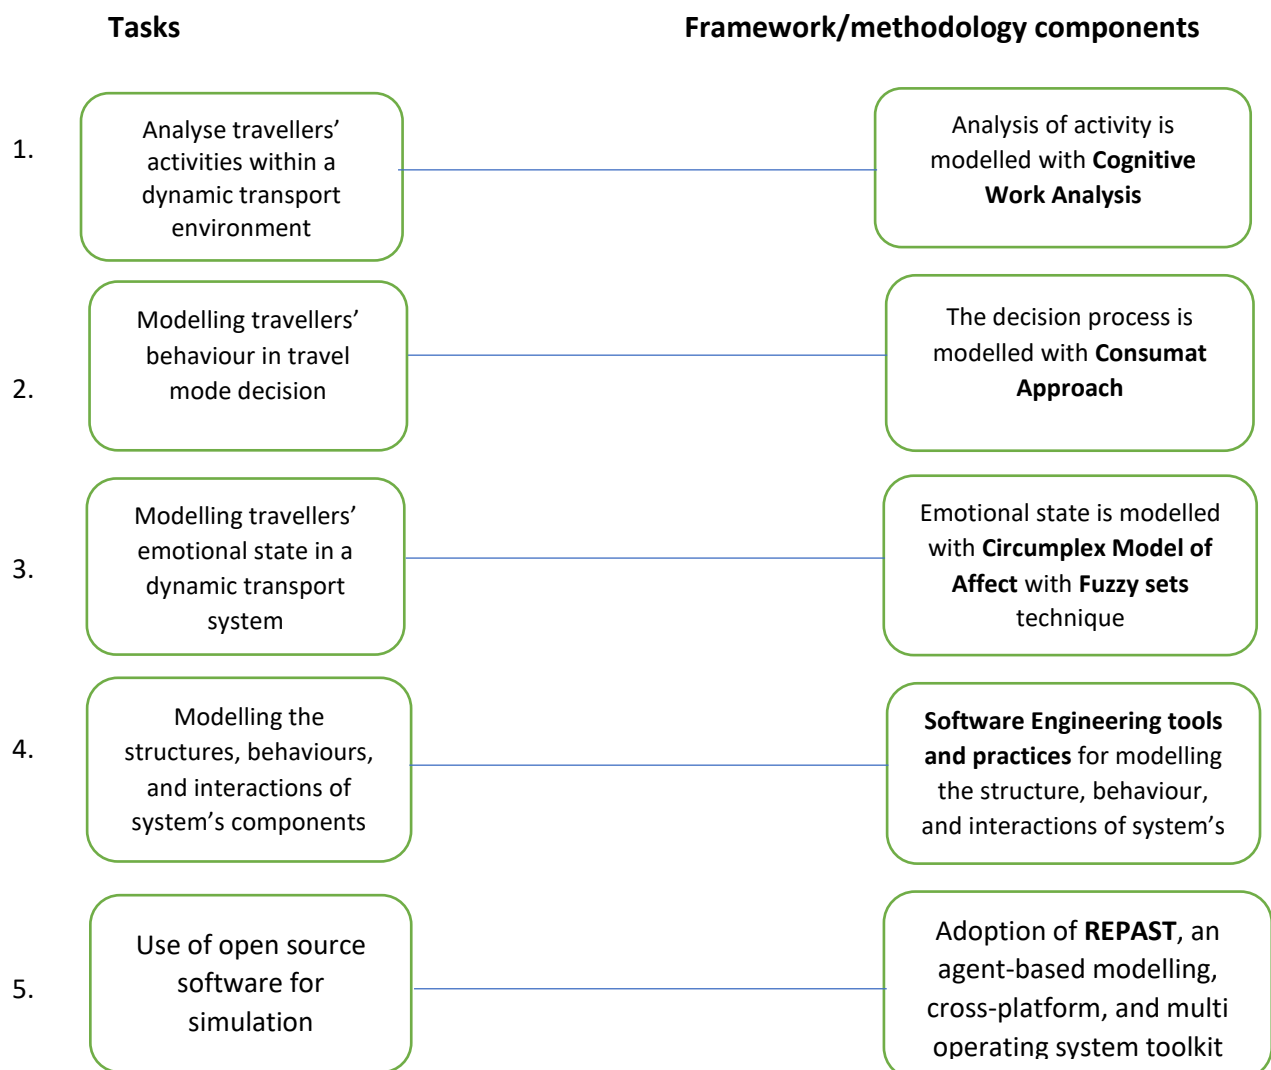 Tasks
Framework/methodology components
1.
Analyse travellers’
activities within a
dynamic transport
environment
Analysis of activity is
modelled with Cognitive
Work Analysis
2.
Modelling travellers’
behaviour in travel
mode decision
The decision process is
modelled with Consumat
Approach
3.
Modelling travellers’
emotional state in a
dynamic transport
system
Emotional state is modelled
with Circumplex Model of
Affect with Fuzzy sets
technique
4.
Modelling the
structures, behaviours,
and interactions of
system’s components
Software Engineering tools
and practices for modelling
the structure, behaviour,
and interactions of system’s
5.
Use of open source
software for
simulation
Adoption of REPAST, an
agent-based modelling,
cross-platform, and multi
operating system toolkit